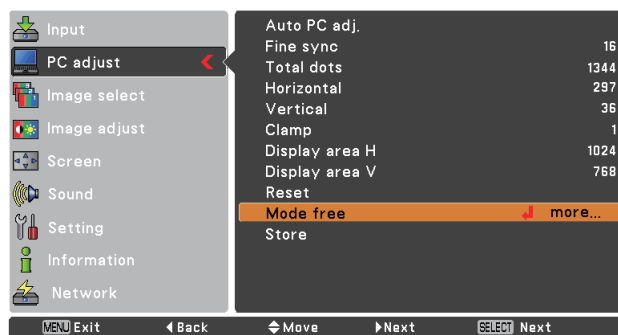 Input
PC adjust
Image select
Image adjust
Screen
Sound
Setting
Information
Network
Auto PC adj.
Fine sync 16
Total dots 1344
Horizontal 297
Vertical 36
Clamp 1
Display area H 1024
Display area V 768
Reset
Mode free more...
Store
MENU Exit Back Move Next SELECT Next